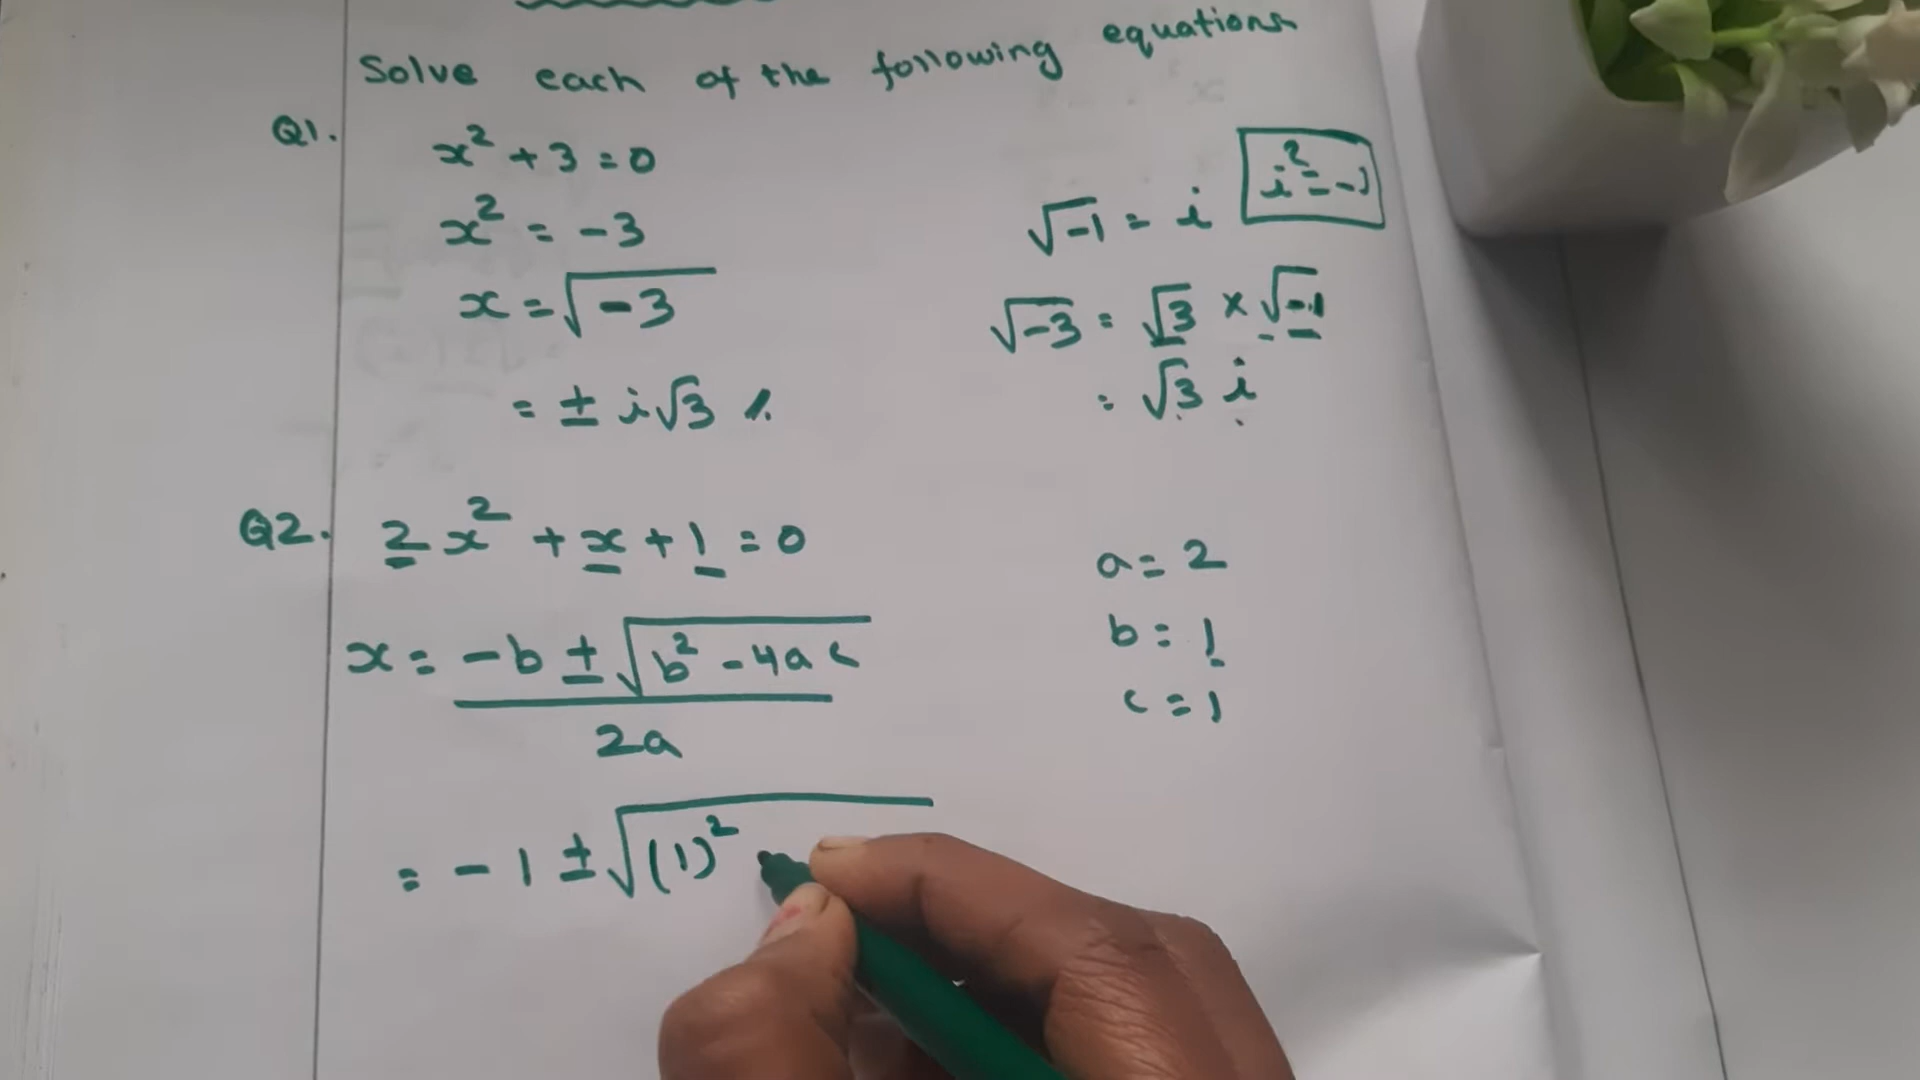 Solve each of the following equations
Q1.
x² + 3 = 0
x² = -3
x = √-3
= ± i√3
√-1 = i
i² = -1
√-3 = √3 × √-1
= √3 i
Q2. 2x² + x + 1 = 0
x = -b ± √b² - 4ac
2a
a = 2
b = 1
c = 1
= -1 ± √(1)²